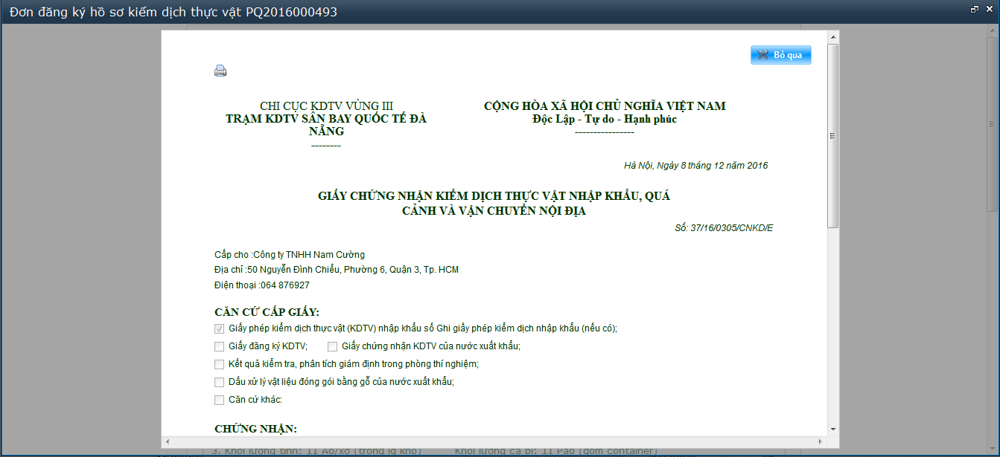 Đơn đăng ký hồ sơ kiểm dịch thực vật PQ2016000493
Bỏ qua
CHI CỤC KDTV VÙNG III
TRẠM KDTV SÂN BAY QUỐC TẾ ĐÀ
NẴNG
--------
CỘNG HÒA XÃ HỘI CHỦ NGHĨA VIỆT NAM
Độc Lập - Tự do - Hạnh phúc
----------------
Hà Nội, Ngày 8 tháng 12 năm 2016
GIẤY CHỨNG NHẬN KIỂM DỊCH THỰC VẬT NHẬP KHẨU, QUÁ
CẢNH VÀ VẬN CHUYỂN NỘI ĐỊA
Số: 37/16/0305/CNKD/E
Cấp cho :Công ty TNHH Nam Cường
Địa chỉ :50 Nguyễn Đình Chiểu, Phường 6, Quận 3, Tp. HCM
Điện thoại :064 876927
CĂN CỨ CẤP GIẤY:
Giấy phép kiểm dịch thực vật (KDTV) nhập khẩu số Ghi giấy phép kiểm dịch nhập khẩu (nếu có);
Giấy đăng ký KDTV; Giấy chứng nhận KDTV của nước xuất khẩu;
Kết quả kiểm tra, phân tích giám định trong phòng thí nghiệm;
Dấu xử lý vật liệu đóng gói bằng gỗ của nước xuất khẩu;
Căn cứ khác:
CHỨNG NHẬN:
3. Khối lượng tịnh: 11 Ao/xơ (trong lg khô) Khối lượng cả bì: 11 Pao (gồm container)